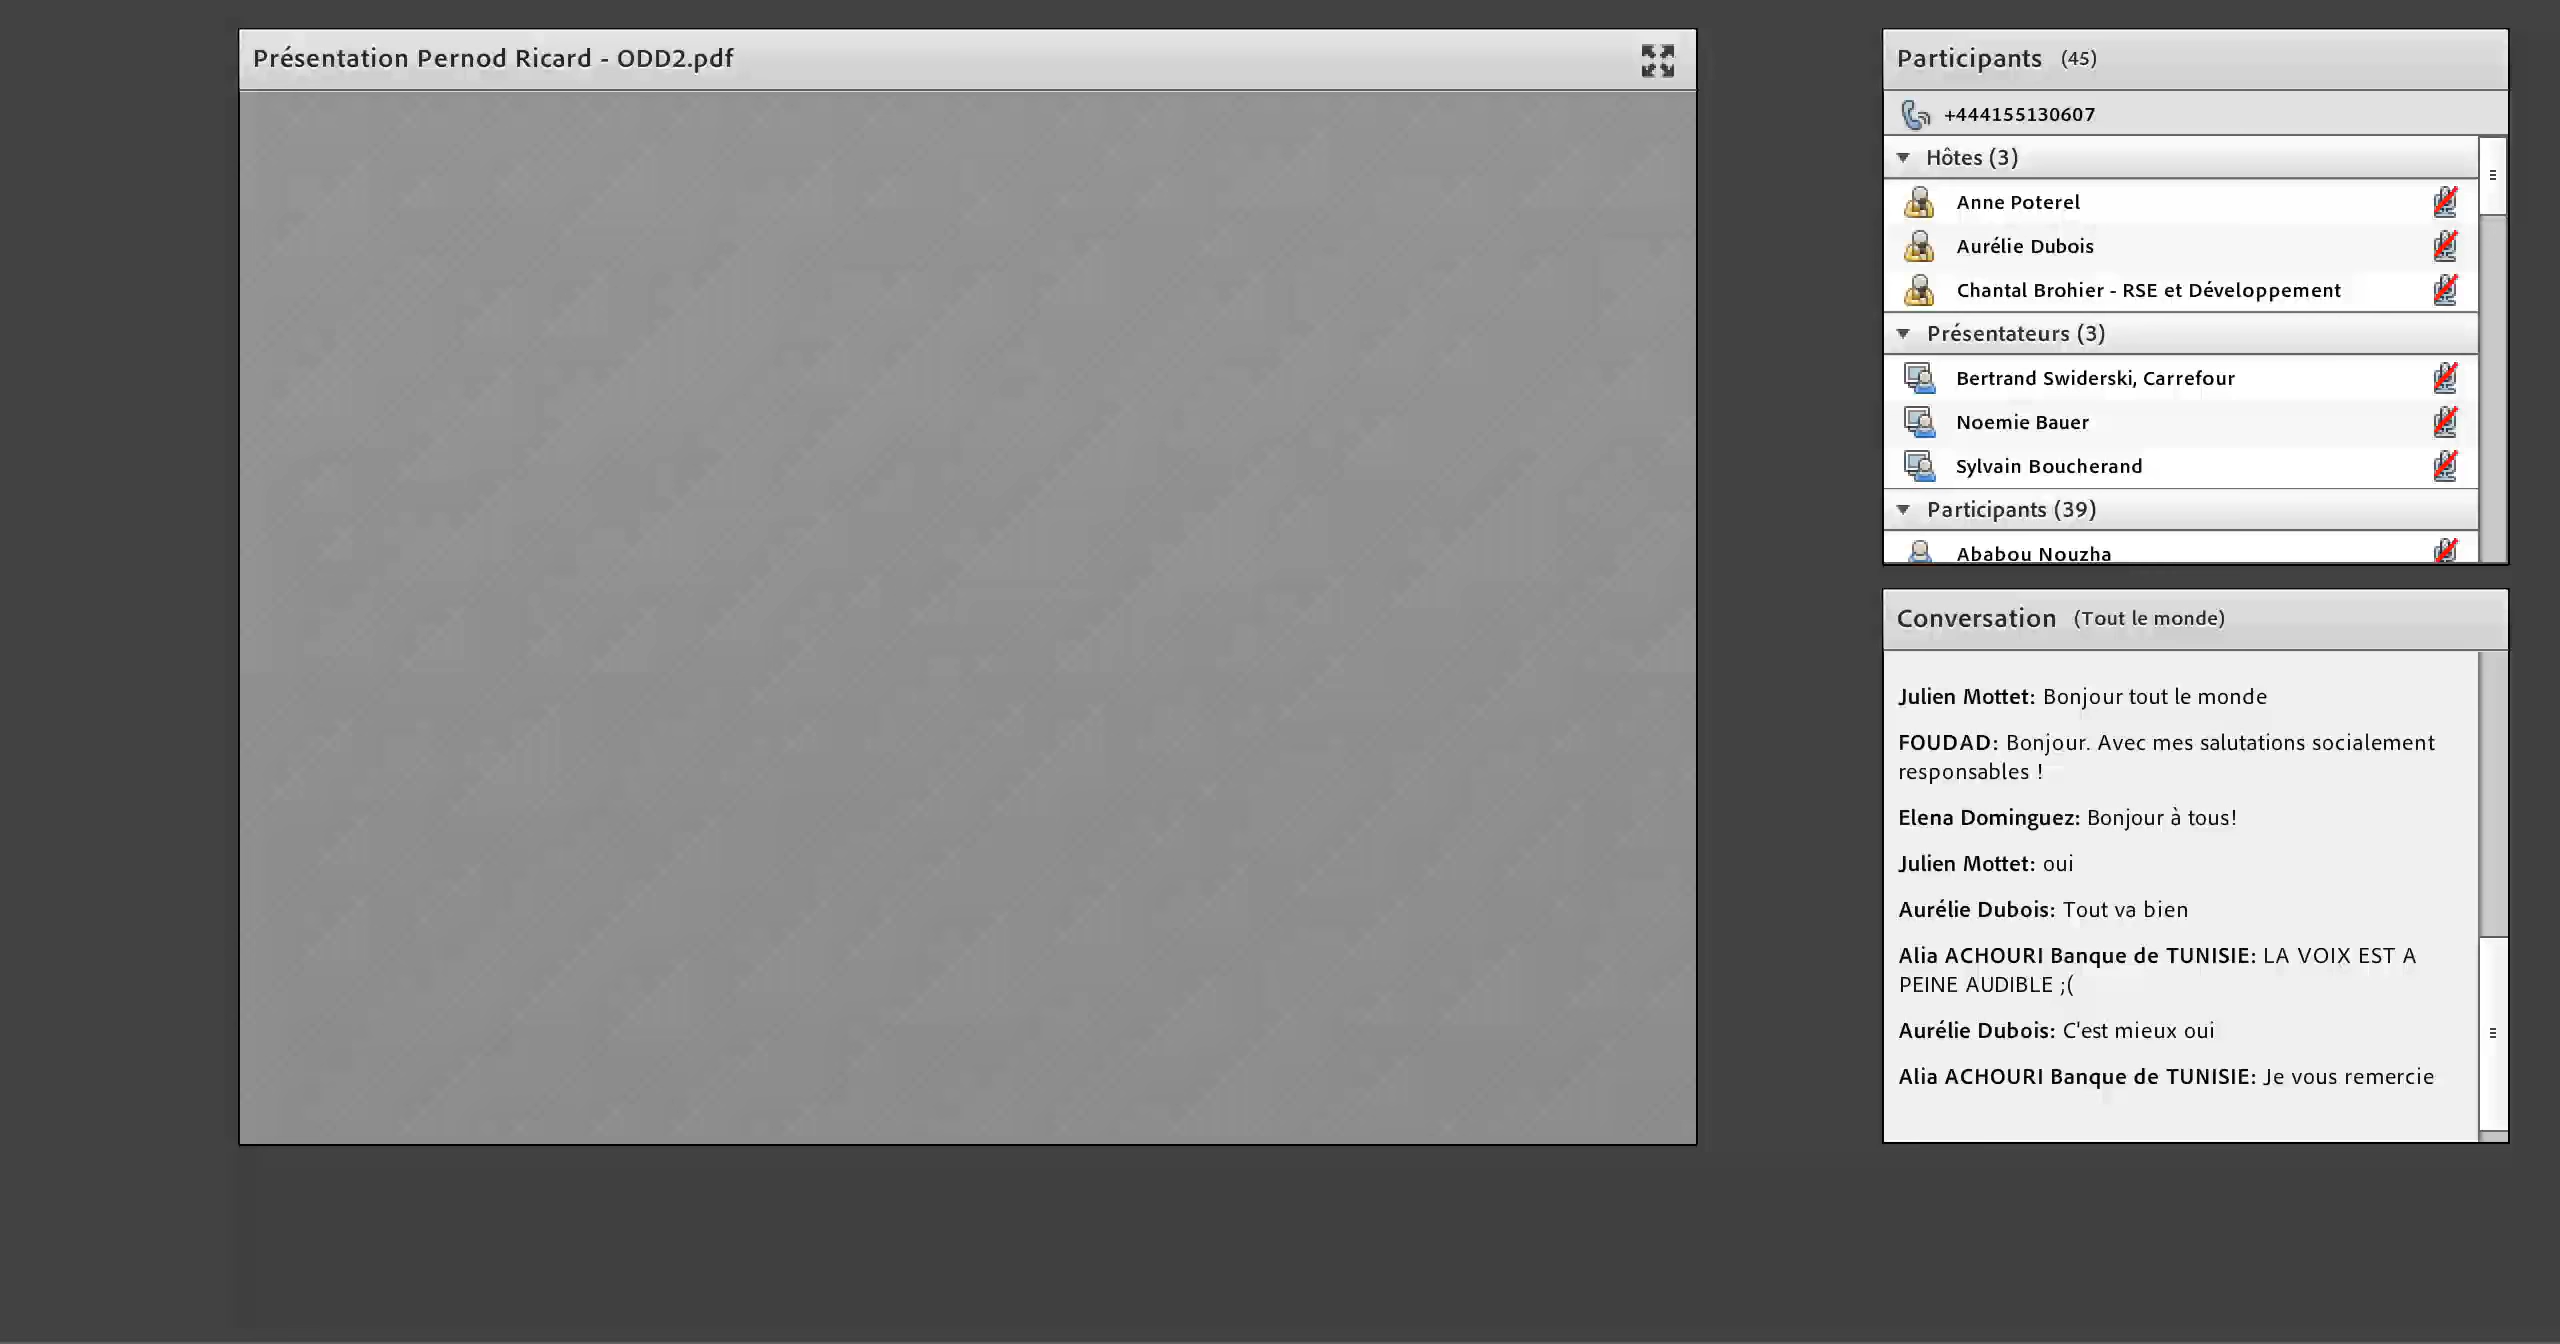 Présentation Pernod Ricard - ODD2.pdf
Participants (45)
+444155130607
Hôtes (3)
Anne Poterel
Aurélie Dubois
Chantal Brohier - RSE et Développement
Présentateurs (3)
Bertrand Swiderski, Carrefour
Noemie Bauer
Sylvain Boucherand
Participants (39)
Ababou Nouzha
Conversation (Tout le monde)
Julien Mottet: Bonjour tout le monde
FOUDAD: Bonjour. Avec mes salutations socialement
responsables !
Elena Dominguez: Bonjour à tous!
Julien Mottet: oui
Aurélie Dubois: Tout va bien
Alia ACHOURI Banque de TUNISIE: LA VOIX EST A
PEINE AUDIBLE ;(
Aurélie Dubois: C'est mieux oui
Alia ACHOURI Banque de TUNISIE: Je vous remercie